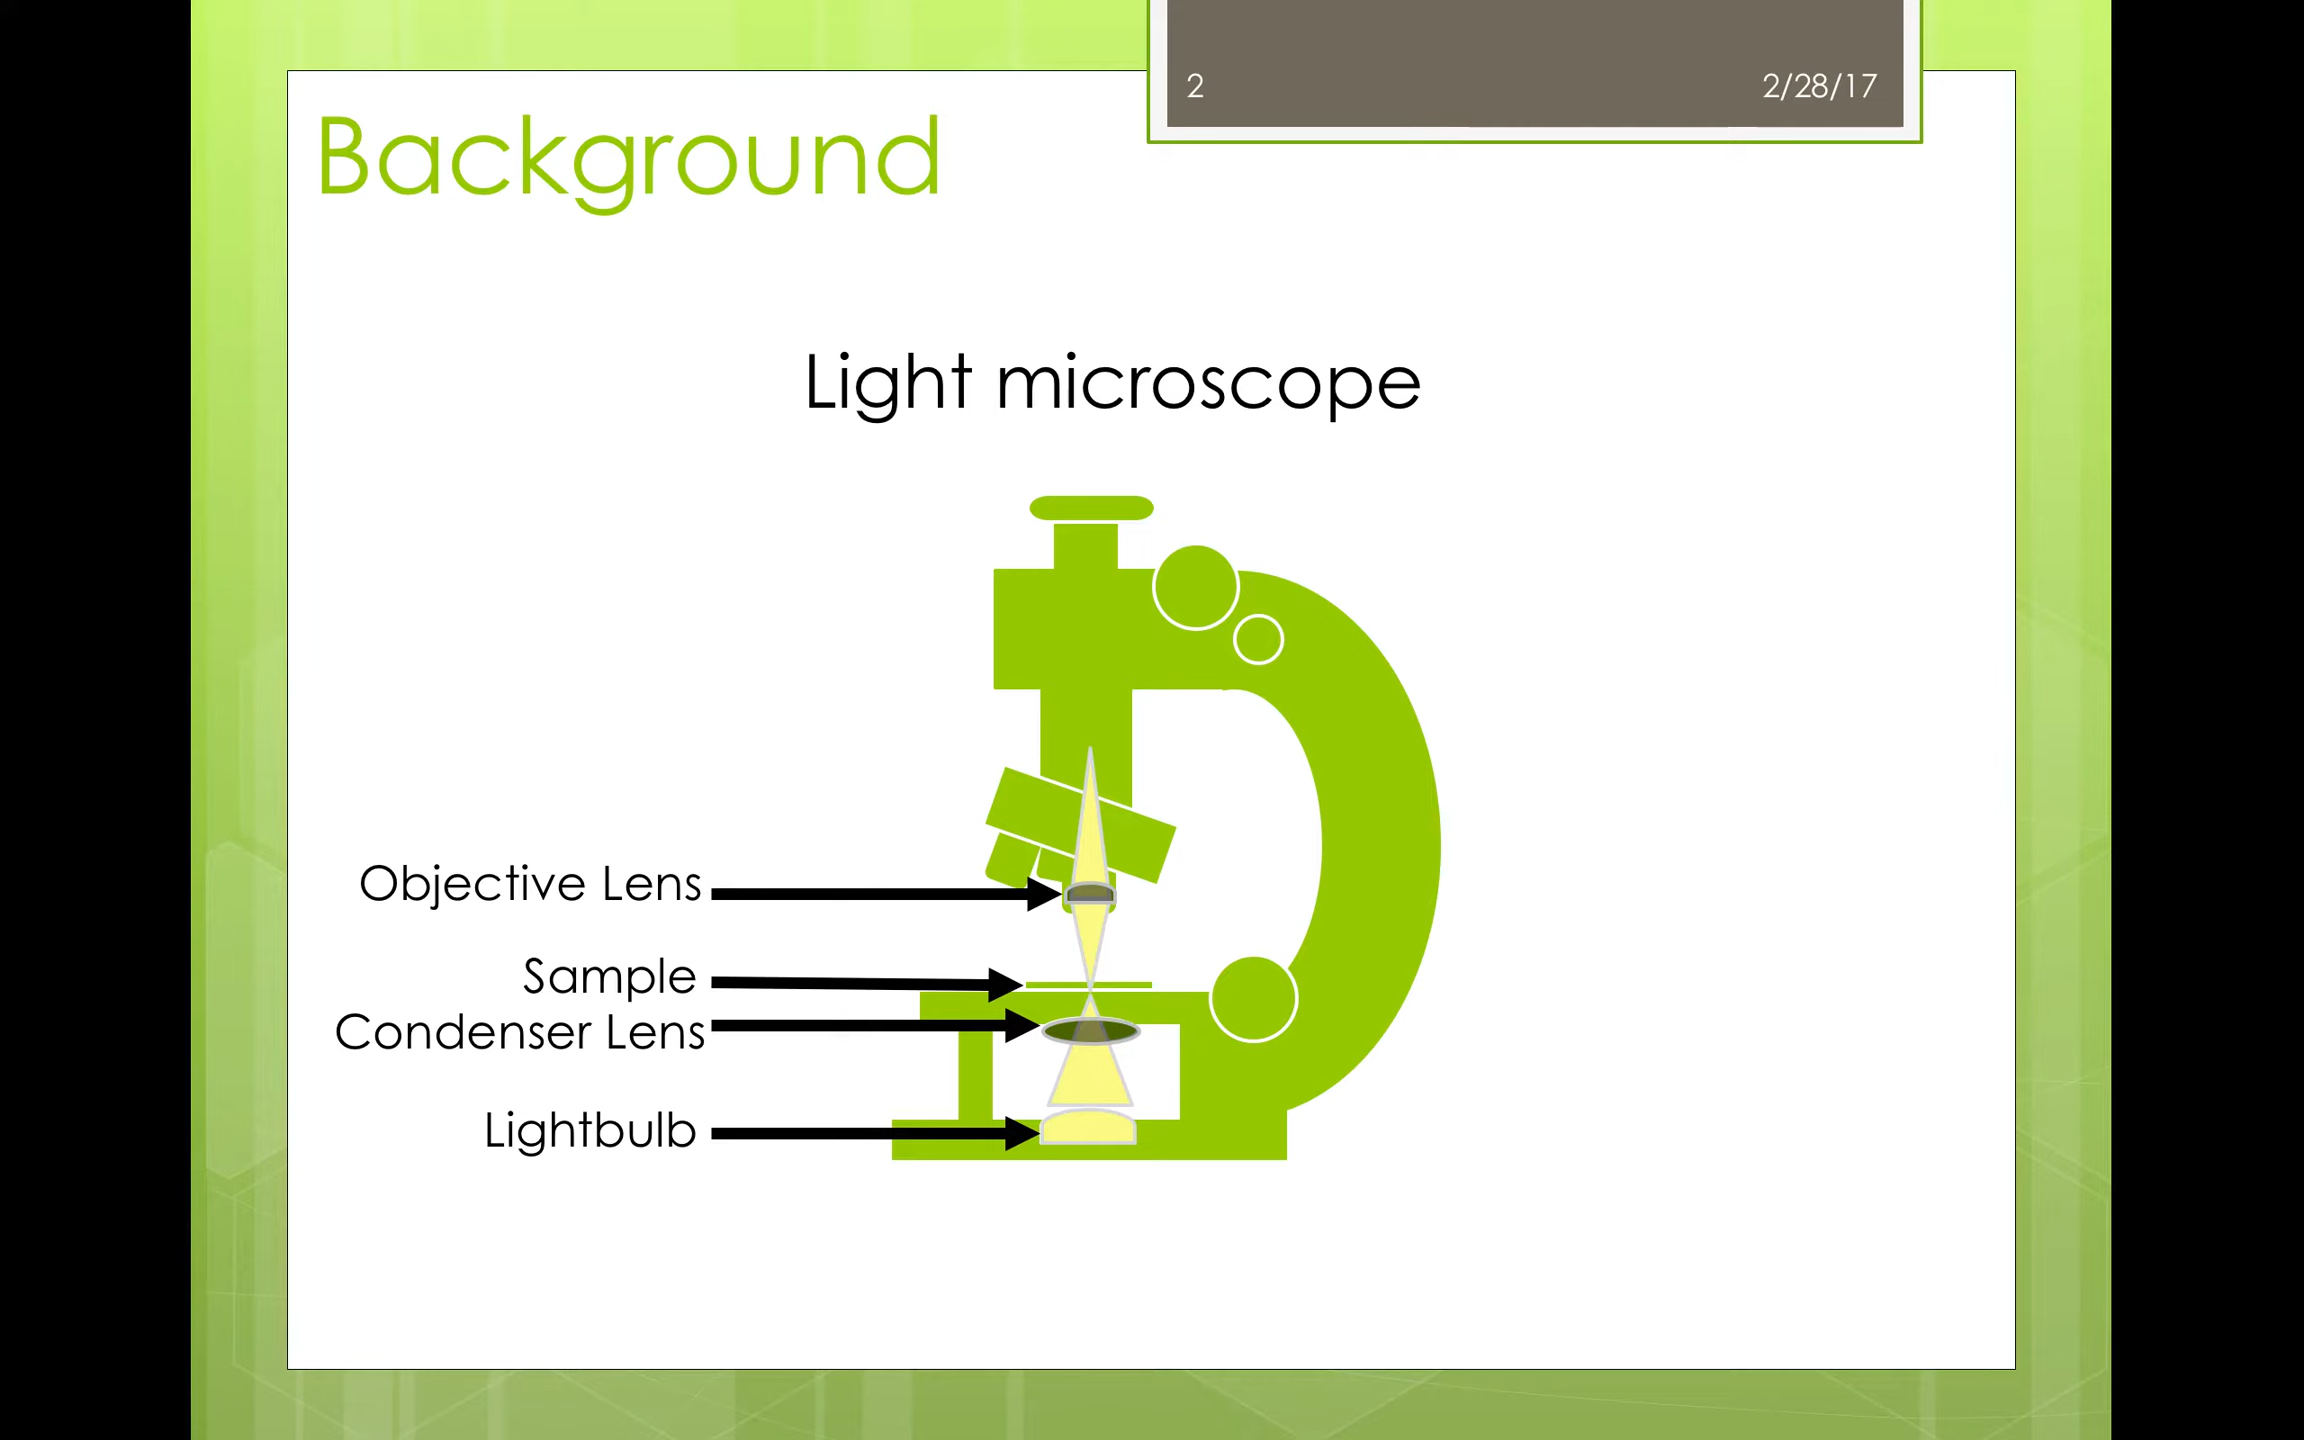 2
2/28/17
Background
Light microscope
Objective Lens
Sample
Condenser Lens
Lightbulb